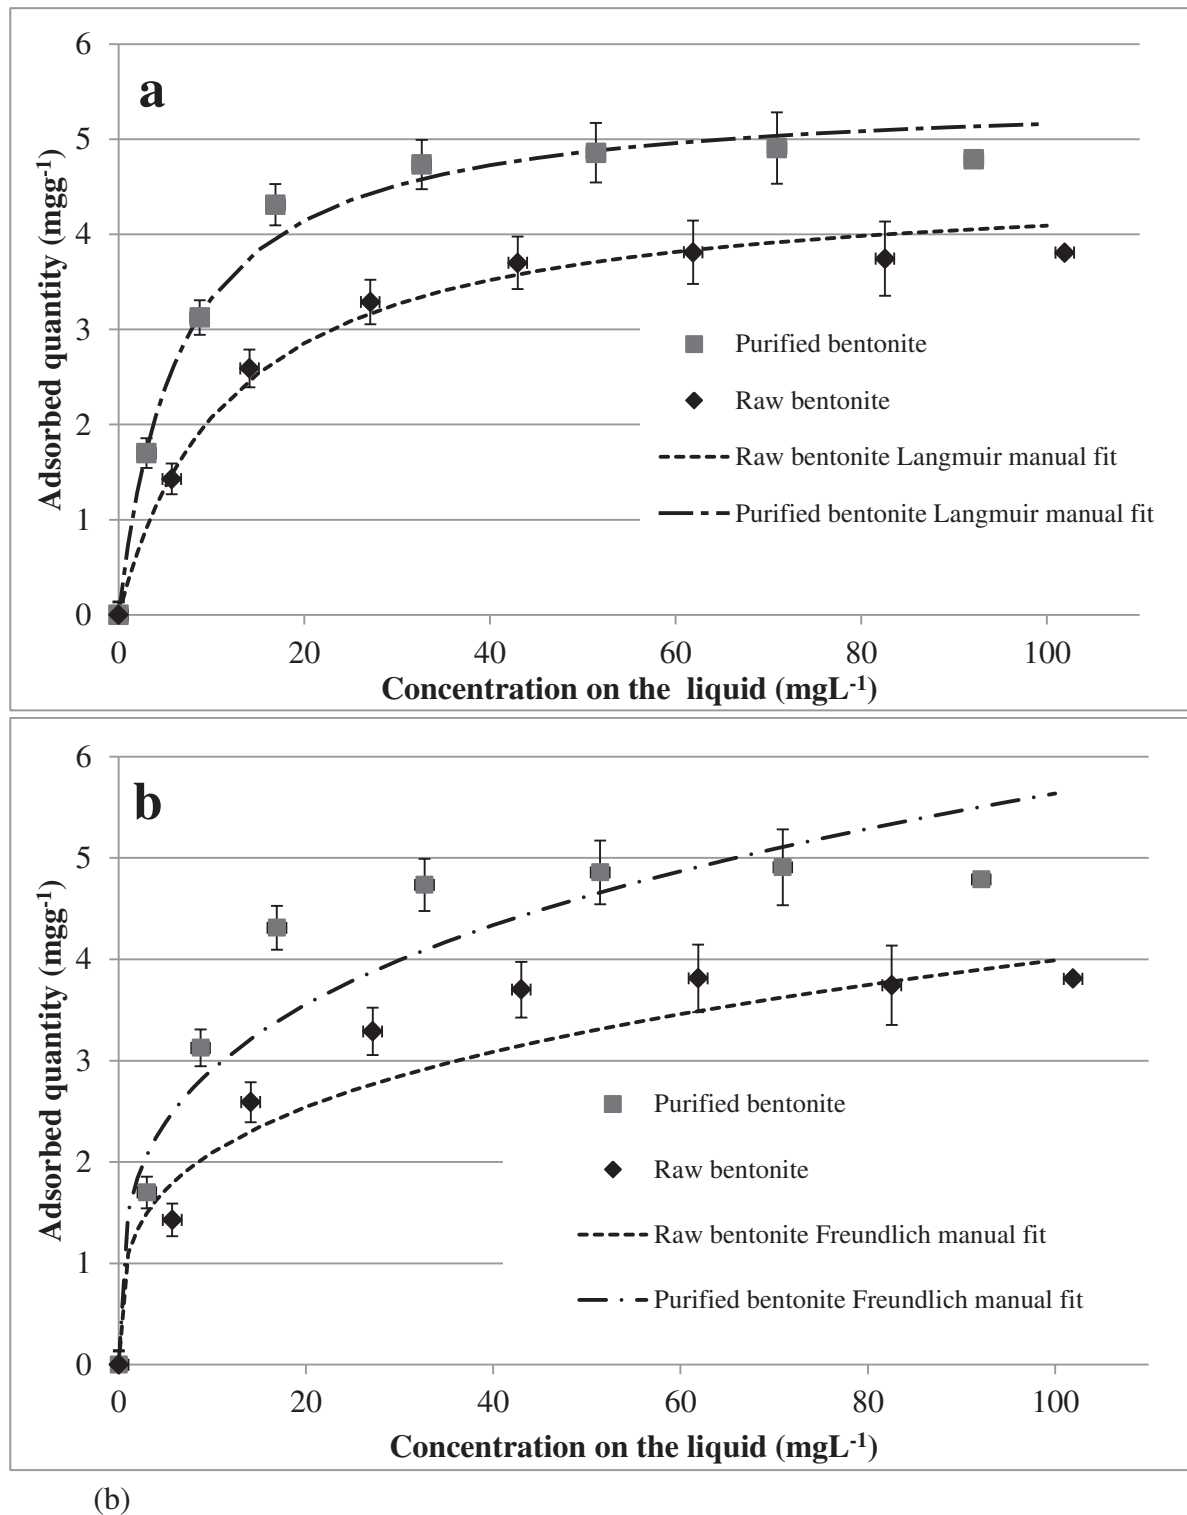 a
6
5
4
3
2
1
0
Adsorbed quantity (mgg-1)
Purified bentonite
Raw bentonite
Raw bentonite Langmuir manual fit
Purified bentonite Langmuir manual fit
0 20 40 60 80 100
Concentration on the liquid (mgL-1)
b
6
5
4
3
2
1
0
Adsorbed quantity (mgg-1)
Purified bentonite
Raw bentonite
Raw bentonite Freundlich manual fit
Purified bentonite Freundlich manual fit
0 20 40 60 80 100
Concentration on the liquid (mgL-1)
(b)